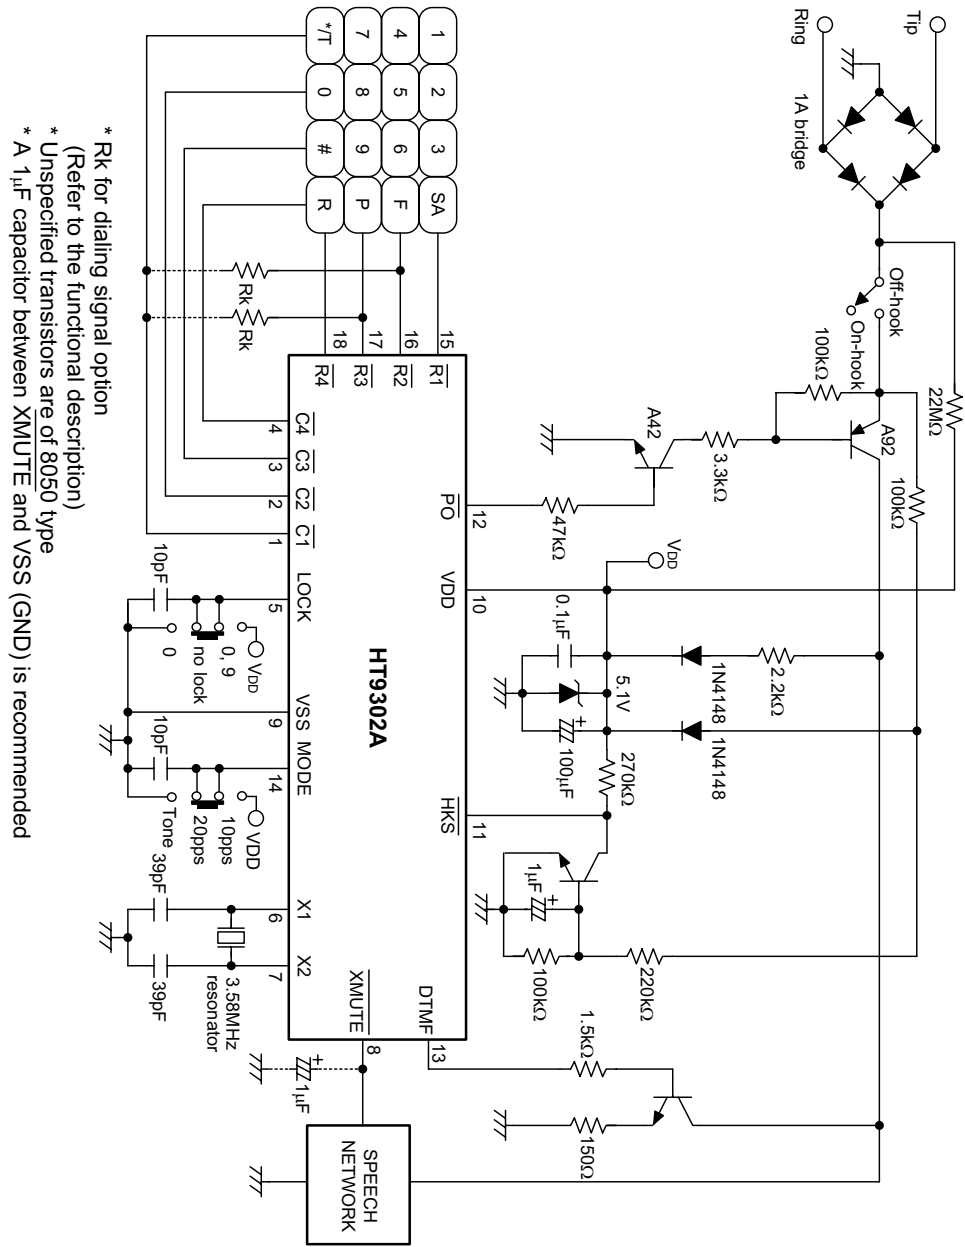 Tip
Ring
1A bridge
Off-hook
On-hook
22MΩ
100kΩ
A92
100kΩ
3.3kΩ
A42
47kΩ
VDD
0.1μF
5.1V
100μF
2.2kΩ
1N4148
1N4148
270kΩ
1μF
220kΩ
100kΩ
1.5kΩ
150Ω
1 2 3 SA
4 5 6 F
7 8 9 P
*/T 0 # R
Rk
Rk
15 16 17 18
R1 R2 R3 R4
12 10 11 13
PO VDD HKS DTMF
HT9302A
C4 C3 C2 C1 LOCK VSS MODE X1 X2
XMUTE
4 3 2 1 5 9 14 6 7
8
1μF
SPEECH
NETWORK
VDD
0, 9
no lock
0
10pF
VDD
10pps
20pps
Tone
10pF
3.58MHz
resonator
39pF
39pF
* Rk for dialing signal option
(Refer to the functional description)
* Unspecified transistors are of 8050 type
* A 1μF capacitor between XMUTE and VSS (GND) is recommended